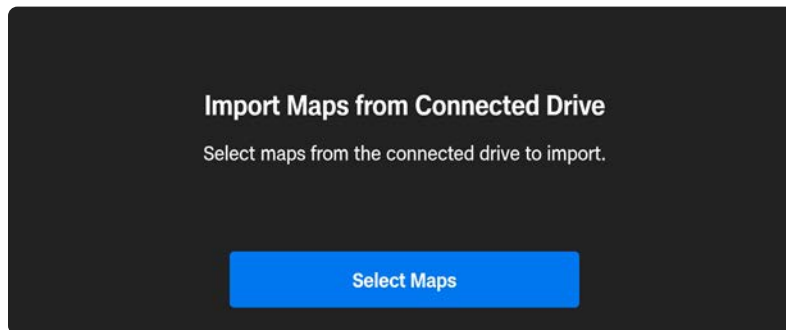 Import Maps from Connected Drive
Select maps from the connected drive to import.
Select Maps